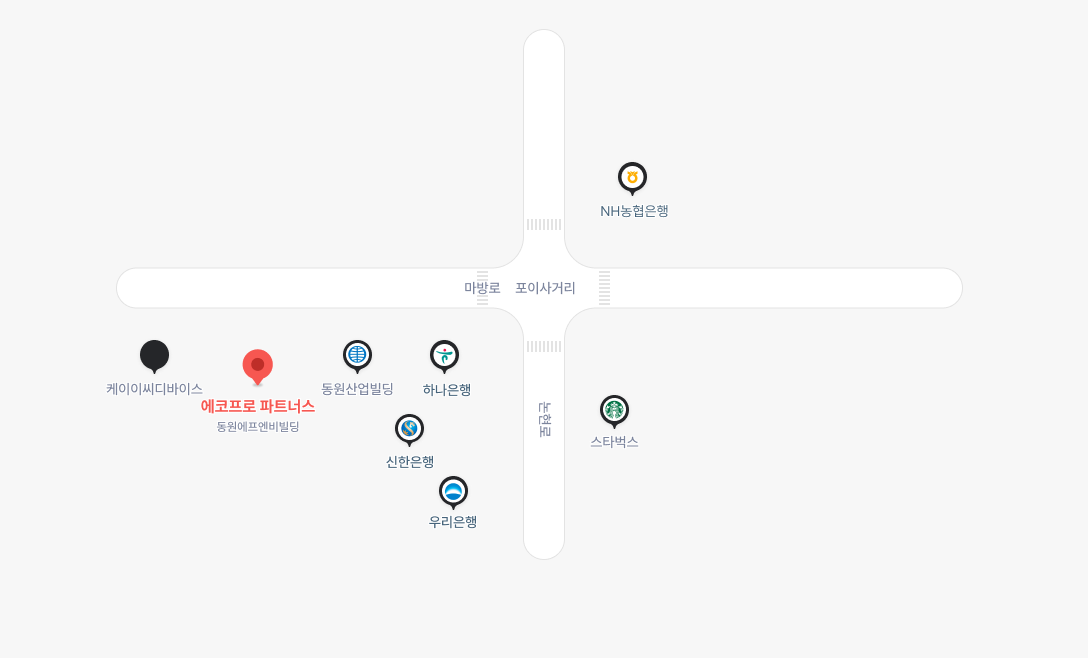 NH농협은행
마방로
포이사거리
케이이씨디바이스
에코프로 파트너스
동원에프엔비빌딩
동원산업빌딩
하나은행
논현로
스타벅스
신한은행
우리은행